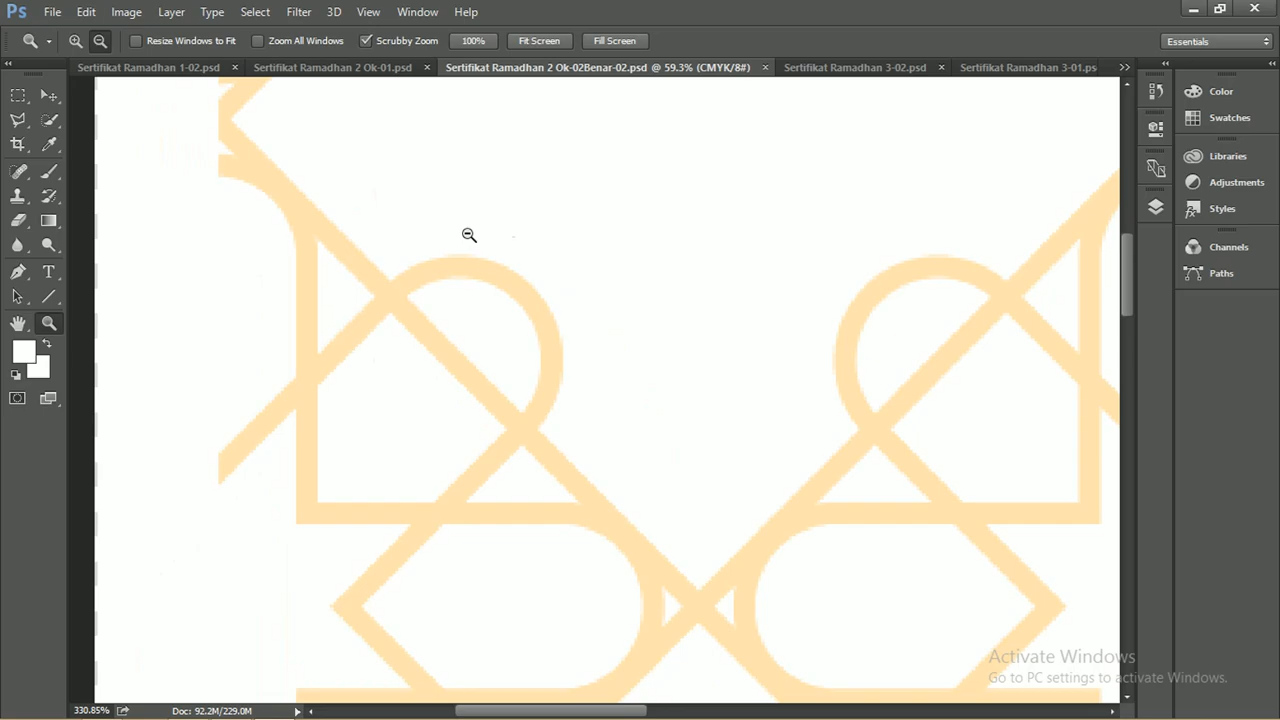 Ps File Edit Image Layer Type Select Filter 3D View Window Help
Resize Windows to Fit Zoom All Windows Scrubby Zoom 100% Fit Screen Fill Screen Essentials
Sertifikat Ramadhan 1-02.psd × Sertifikat Ramadhan 2 Ok-01.psd × Sertifikat Ramadhan 2 Ok-02Benar-02.psd @ 59.3% (CMYK/8#) × Sertifikat Ramadhan 3-02.psd × Sertifikat Ramadhan 3-01.ps
Color
Swatches
Libraries
Adjustments
Styles
Channels
Paths
T
Activate Windows
Go to PC settings to activate Windows.
330.85% Doc: 92.2M/229.0M